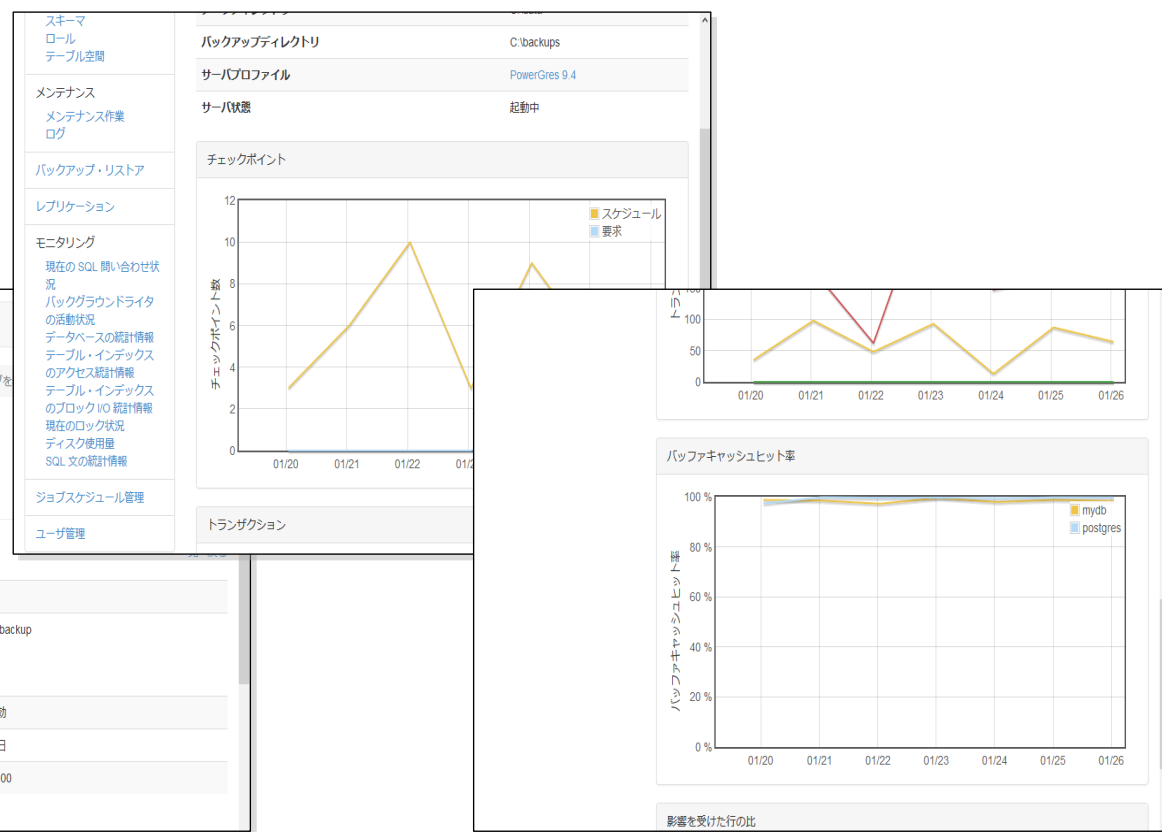 スキーマ
ロール
テーブル空間
メンテナンス
メンテナンス作業
ログ
バックアップ・リストア
レプリケーション
モニタリング
現在の SQL 問い合わせ状
況
バックグラウンドライタ
の活動状況
データベースの統計情報
テーブル・インデックス
のアクセス統計情報
テーブル・インデックス
のブロック I/O 統計情報
現在のロック状況
ディスク使用量
SQL 文の統計情報
ジョブスケジュール管理
ユーザ管理
バックアップディレクトリ C:\backups
サーバプロファイル PowerGres 9.4
サーバ状態 起動中
チェックポイント
チェックポイント数
12
10
8
6
4
2
0
スケジュール
要求
01/20 01/21 01/22
トランザクション
backup
日
00
100
50
0
01/20 01/21 01/22 01/23 01/24 01/25 01/26
バッファキャッシュヒット率
バッファキャッシュヒット率
100 %
80 %
60 %
40 %
20 %
0 %
mydb
postgres
01/20 01/21 01/22 01/23 01/24 01/25 01/26
影響を受けた行の比